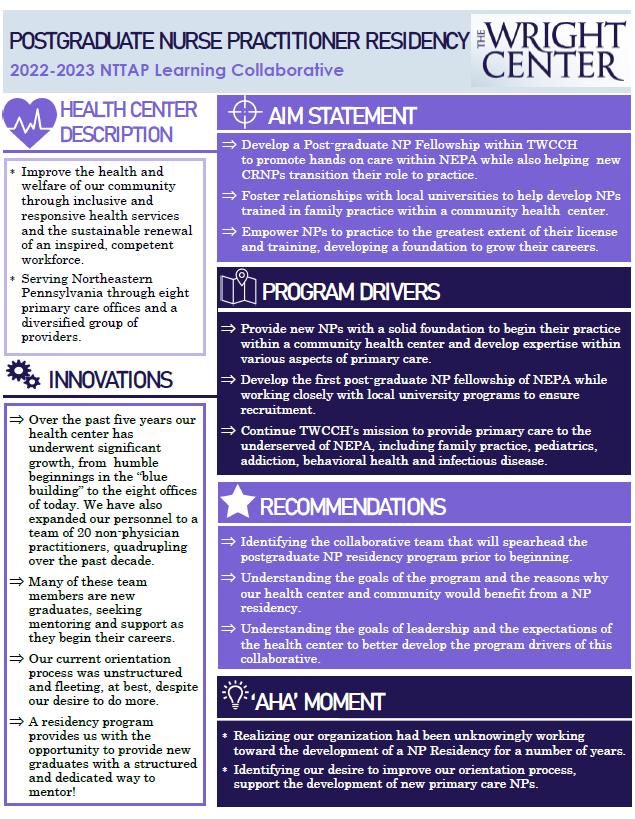 POSTGRADUATE NURSE PRACTITIONER RESIDENCY
2022-2023 NTTAP Learning Collaborative
THE WRIGHT
CENTER
HEALTH CENTER
DESCRIPTION
* Improve the health and
welfare of our community
through inclusive and
responsive health services
and the sustainable renewal
of an inspired, competent
workforce.
* Serving Northeastern
Pennsylvania through eight
primary care offices and a
diversified group of
providers.
INNOVATIONS
⇒ Over the past five years our
health center has
underwent significant
growth, from humble
beginnings in the “blue
building” to the eight offices
of today. We have also
expanded our personnel to a
team of 20 non-physician
practitioners, quadrupling
over the past decade.
⇒ Many of these team
members are new
graduates, seeking
mentoring and support as
they begin their careers.
⇒ Our current orientation
process was unstructured
and fleeting, at best, despite
our desire to do more.
⇒ A residency program
provides us with the
opportunity to provide new
graduates with a structured
and dedicated way to
mentor!
AIM STATEMENT
⇒ Develop a Post-graduate NP Fellowship within TWCCH
to promote hands on care within NEPA while also helping new
CRNPs transition their role to practice.
⇒ Foster relationships with local universities to help develop NPs
trained in family practice within a community health center.
⇒ Empower NPs to practice to the greatest extent of their license
and training, developing a foundation to grow their careers.
PROGRAM DRIVERS
⇒ Provide new NPs with a solid foundation to begin their practice
within a community health center and develop expertise within
various aspects of primary care.
⇒ Develop the first post-graduate NP fellowship of NEPA while
working closely with local university programs to ensure
recruitment.
⇒ Continue TWCCH’s mission to provide primary care to the
underserved of NEPA, including family practice, pediatrics,
addiction, behavioral health and infectious disease.
RECOMMENDATIONS
⇒ Identifying the collaborative team that will spearhead the
postgraduate NP residency program prior to beginning.
⇒ Understanding the goals of the program and the reasons why
our health center and community would benefit from a NP
residency.
⇒ Understanding the goals of leadership and the expectations of
the health center to better develop the program drivers of this
collaborative.
‘AHA’ MOMENT
* Realizing our organization had been unknowingly working
toward the development of a NP Residency for a number of years.
* Identifying our desire to improve our orientation process,
support the development of new primary care NPs.